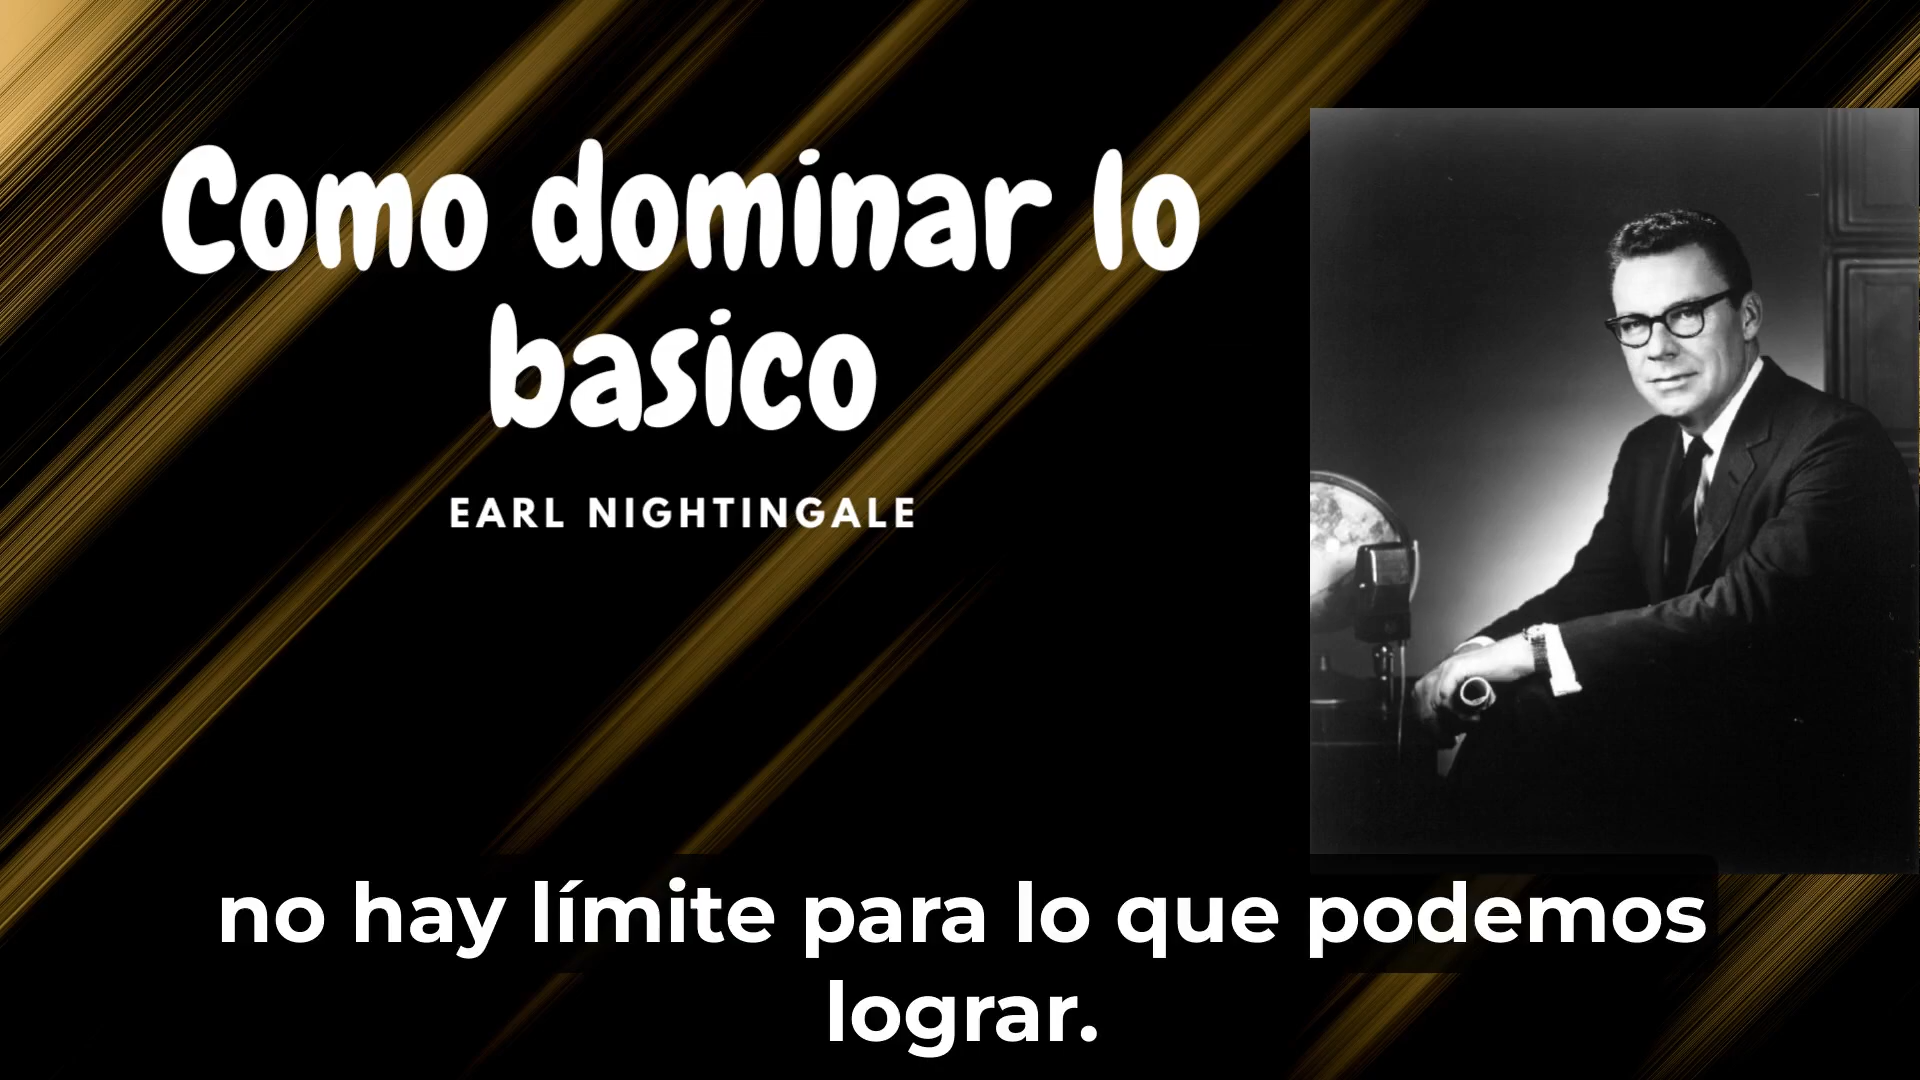 Como dominar lo
basico
EARL NIGHTINGALE
no hay límite para lo que podemos
lograr.